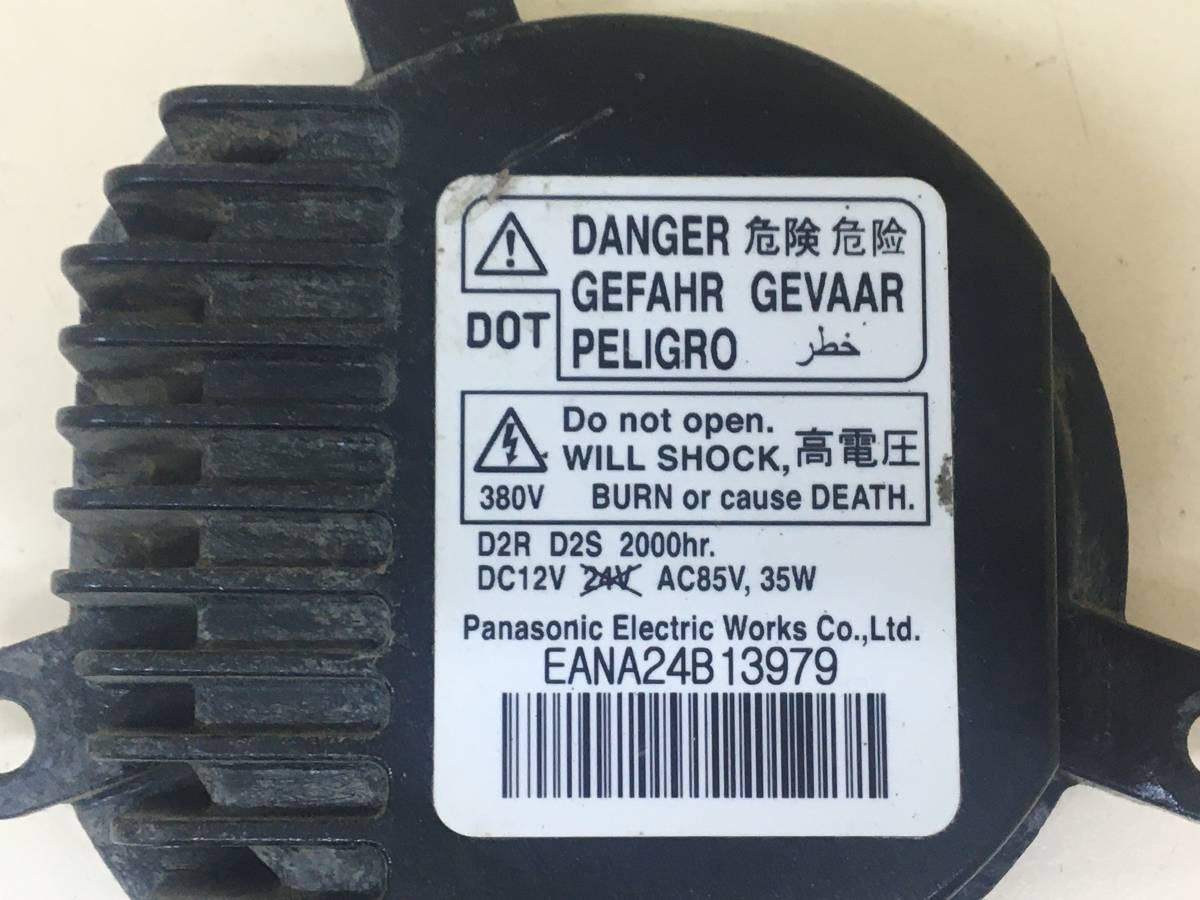 DANGER 危険 危险
GEFAHR GEVAAR
DOT PELIGRO خطر
Do not open.
WILL SHOCK, 高電圧
380V BURN or cause DEATH.
D2R D2S 2000hr.
DC12V 24V AC85V, 35W
Panasonic Electric Works Co.,Ltd.
EANA24B13979